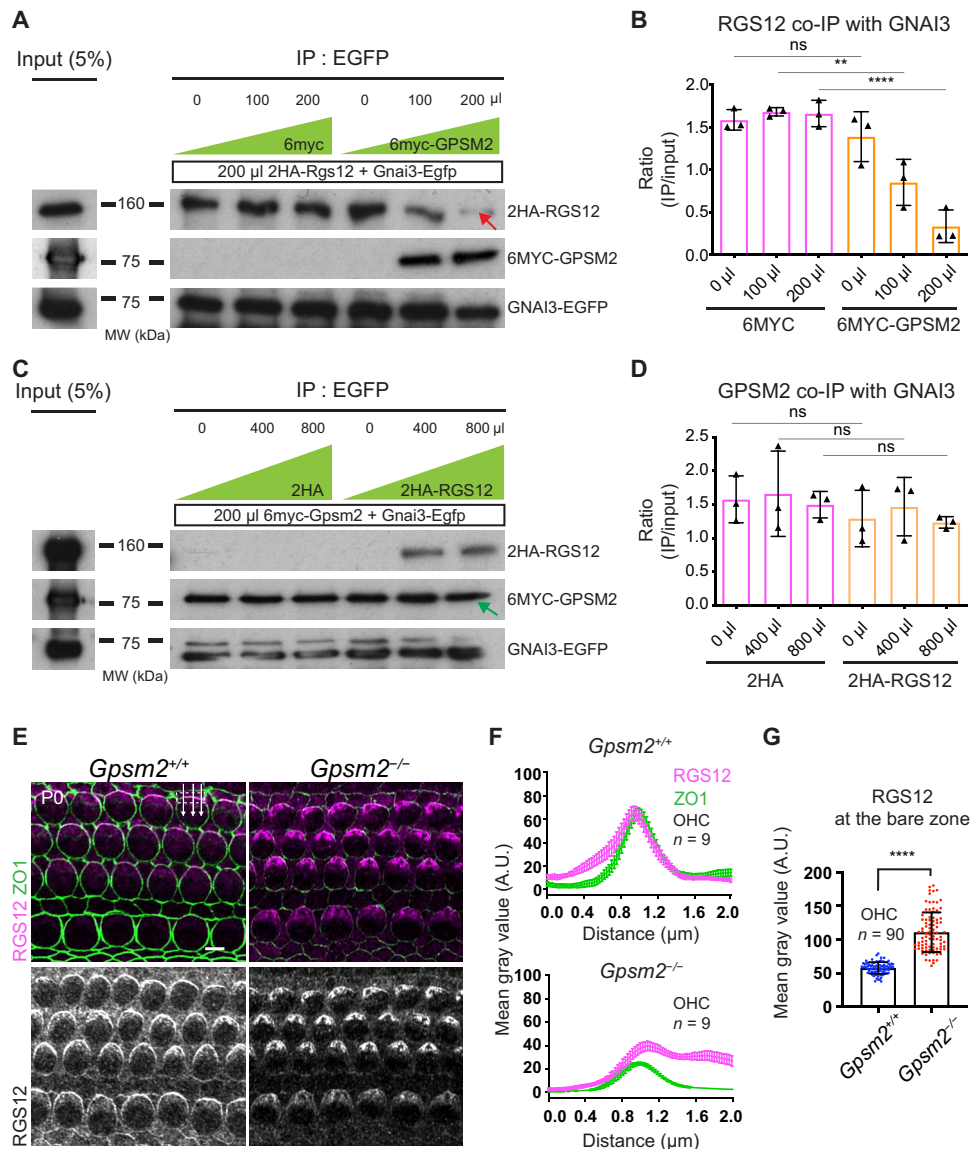 A
Input (5%)
IP : EGFP
0 100 200 0 100 200 µl
6myc 6myc-GPSM2
200 µl 2HA-Rgs12 + Gnai3-Egfp
160 2HA-RGS12
75 6MYC-GPSM2
75 GNAI3-EGFP
MW (kDa)
B
RGS12 co-IP with GNAI3
ns
**
****
Ratio
(IP/input)
2.0
1.5
1.0
0.5
0.0
0 µl 100 µl 200 µl 0 µl 100 µl 200 µl
6MYC 6MYC-GPSM2
C
Input (5%)
IP : EGFP
0 400 800 0 400 800 µl
2HA 2HA-RGS12
200 µl 6myc-Gpsm2 + Gnai3-Egfp
160 2HA-RGS12
75 6MYC-GPSM2
75 GNAI3-EGFP
MW (kDa)
D
GPSM2 co-IP with GNAI3
ns
ns
ns
Ratio
(IP/input)
2.5
2.0
1.5
1.0
0.5
0.0
0 µl 400 µl 800 µl 0 µl 400 µl 800 µl
2HA 2HA-RGS12
E
Gpsm2+/+ Gpsm2−/−
P0
RGS12 ZO1
RGS12
F
Gpsm2+/+
RGS12
ZO1
OHC
n = 9
Mean gray value (A.U.)
100
80
60
40
20
0
0.0 0.4 0.8 1.2 1.6 2.0
Distance (µm)
Gpsm2−/−
OHC
n = 9
100
80
60
40
20
0
0.0 0.4 0.8 1.2 1.6 2.0
Distance (µm)
G
RGS12
at the bare zone
****
OHC
n = 90
Mean gray value (A.U.)
200
150
100
50
0
Gpsm2+/+ Gpsm2−/−